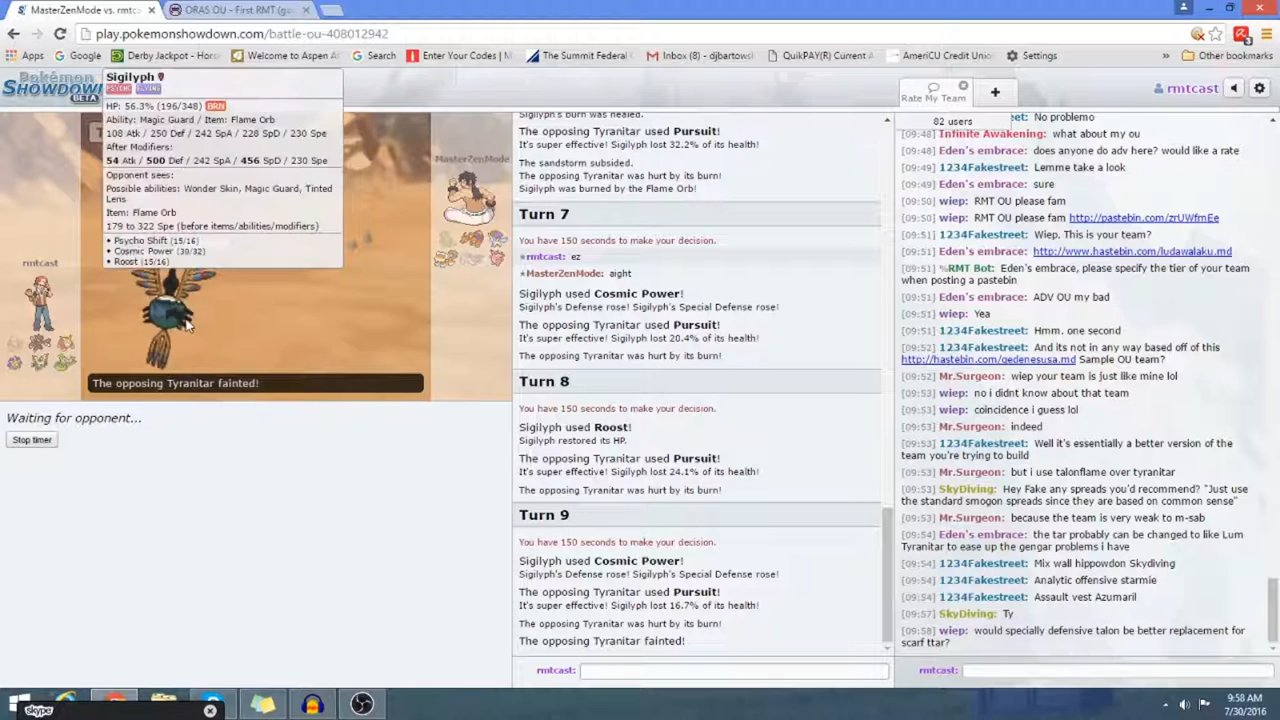 MasterZenMode vs. rmtc
ORAS OU - First RMT (ge
play.pokemonshowdown.com/battle-ou-408012942
Apps
Google
Derby Jackpot - Horse
Welcome to Aspen At
Search
Enter Your Codes | M
The Summit Federal C
Inbox (8) - djbartows
QuikPAY(R) Current A
AmeriCU Credit Unio
Settings
»
Other bookmarks
Pokémon
Showdown
BETA
Sigilyph
PSYCHC
FLYING
HP: 56.3% (196/348) BRN
Ability: Magic Guard / Item: Flame Orb
108 Atk / 250 Def / 242 SpA / 228 SpD / 230 Spe
After Modifiers:
54 Atk / 500 Def / 242 SpA / 456 SpD / 230 Spe
Opponent sees:
Possible abilities: Wonder Skin, Magic Guard, Tinted
Lens
Item: Flame Orb
179 to 322 Spe (before items/abilities/modifiers)
• Psycho Shift (15/16)
• Cosmic Power (30/32)
• Roost (15/16)
MasterZenMode
rmtcast
The opposing Tyranitar fainted!
Waiting for opponent...
Stop timer
Sigilyph's burn was healed.
The opposing Tyranitar used Pursuit!
It's super effective! Sigilyph lost 32.2% of its health!
The sandstorm subsided.
The opposing Tyranitar was hurt by its burn!
Sigilyph was burned by the Flame Orb!
Turn 7
You have 150 seconds to make your decision.
★rmtcast: ez
★MasterZenMode: aight
Sigilyph used Cosmic Power!
Sigilyph's Defense rose! Sigilyph's Special Defense rose!
The opposing Tyranitar used Pursuit!
It's super effective! Sigilyph lost 20.4% of its health!
The opposing Tyranitar was hurt by its burn!
Turn 8
You have 150 seconds to make your decision.
Sigilyph used Roost!
Sigilyph restored its HP.
The opposing Tyranitar used Pursuit!
It's super effective! Sigilyph lost 24.1% of its health!
The opposing Tyranitar was hurt by its burn!
Turn 9
You have 150 seconds to make your decision.
Sigilyph used Cosmic Power!
Sigilyph's Defense rose! Sigilyph's Special Defense rose!
The opposing Tyranitar used Pursuit!
It's super effective! Sigilyph lost 16.7% of its health!
The opposing Tyranitar was hurt by its burn!
The opposing Tyranitar fainted!
rmtcast:
Rate My Team
+
rmtcast
82 users
eet: No problemo
[09:48] Infinite Awakening: what about my ou
[09:48] Eden's embrace: does anyone do adv here? would like a rate
[09:49] 1234Fakestreet: Lemme take a look
[09:49] Eden's embrace: sure
[09:50] wiep: RMT OU please fam
[09:50] wiep: RMT OU please fam http://pastebin.com/zrUWfmEe
[09:51] 1234Fakestreet: Wiep. This is your team?
[09:51] Eden's embrace: http://www.hastebin.com/ludawalaku.md
[09:51] %RMT Bot: Eden's embrace, please specify the tier of your team
when posting a pastebin
[09:51] Eden's embrace: ADV OU my bad
[09:51] wiep: Yea
[09:51] 1234Fakestreet: Hmm. one second
[09:52] 1234Fakestreet: And its not in any way based off of this
http://hastebin.com/qedenesusa.md Sample OU team?
[09:52] Mr.Surgeon: wiep your team is just like mine lol
[09:53] wiep: no i didnt know about that team
[09:53] wiep: coincidence i guess lol
[09:53] Mr.Surgeon: indeed
[09:53] 1234Fakestreet: Well it's essentially a better version of the
team you're trying to build
[09:53] Mr.Surgeon: but i use talonflame over tyranitar
[09:53] SkyDiving: Hey Fake any spreads you'd recommend? "Just use
the standard smogon spreads since they are based on common sense"
[09:53] Mr.Surgeon: because the team is very weak to m-sab
[09:54] Eden's embrace: the tar probably can be changed to like Lum
Tyranitar to ease up the gengar problems i have
[09:54] 1234Fakestreet: Mix wall hippowdon Skydiving
[09:54] 1234Fakestreet: Analytic offensive starmie
[09:54] 1234Fakestreet: Assault vest Azumaril
[09:57] SkyDiving: Ty
[09:58] wiep: would specially defensive talon be better replacement for
scarf ttar?
rmtcast:
skype
9:58 AM
7/30/2016